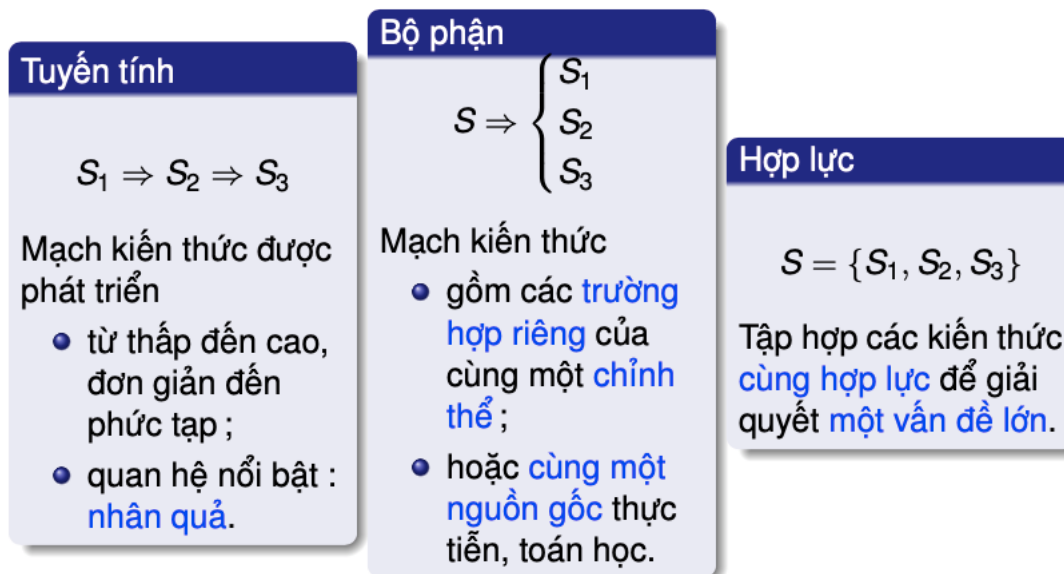 Tuyến tính
S₁ ⇒ S₂ ⇒ S₃
Mạch kiến thức được
phát triển
từ thấp đến cao,
đơn giản đến
phức tạp ;
quan hệ nổi bật :
nhân quả.
Bộ phận
S ⇒ { S₁
S₂
S₃
Mạch kiến thức
gồm các trường
hợp riêng của
cùng một chỉnh
thể ;
hoặc cùng một
nguồn gốc thực
tiễn, toán học.
Hợp lực
S = {S₁, S₂, S₃}
Tập hợp các kiến thức
cùng hợp lực để giải
quyết một vấn đề lớn.